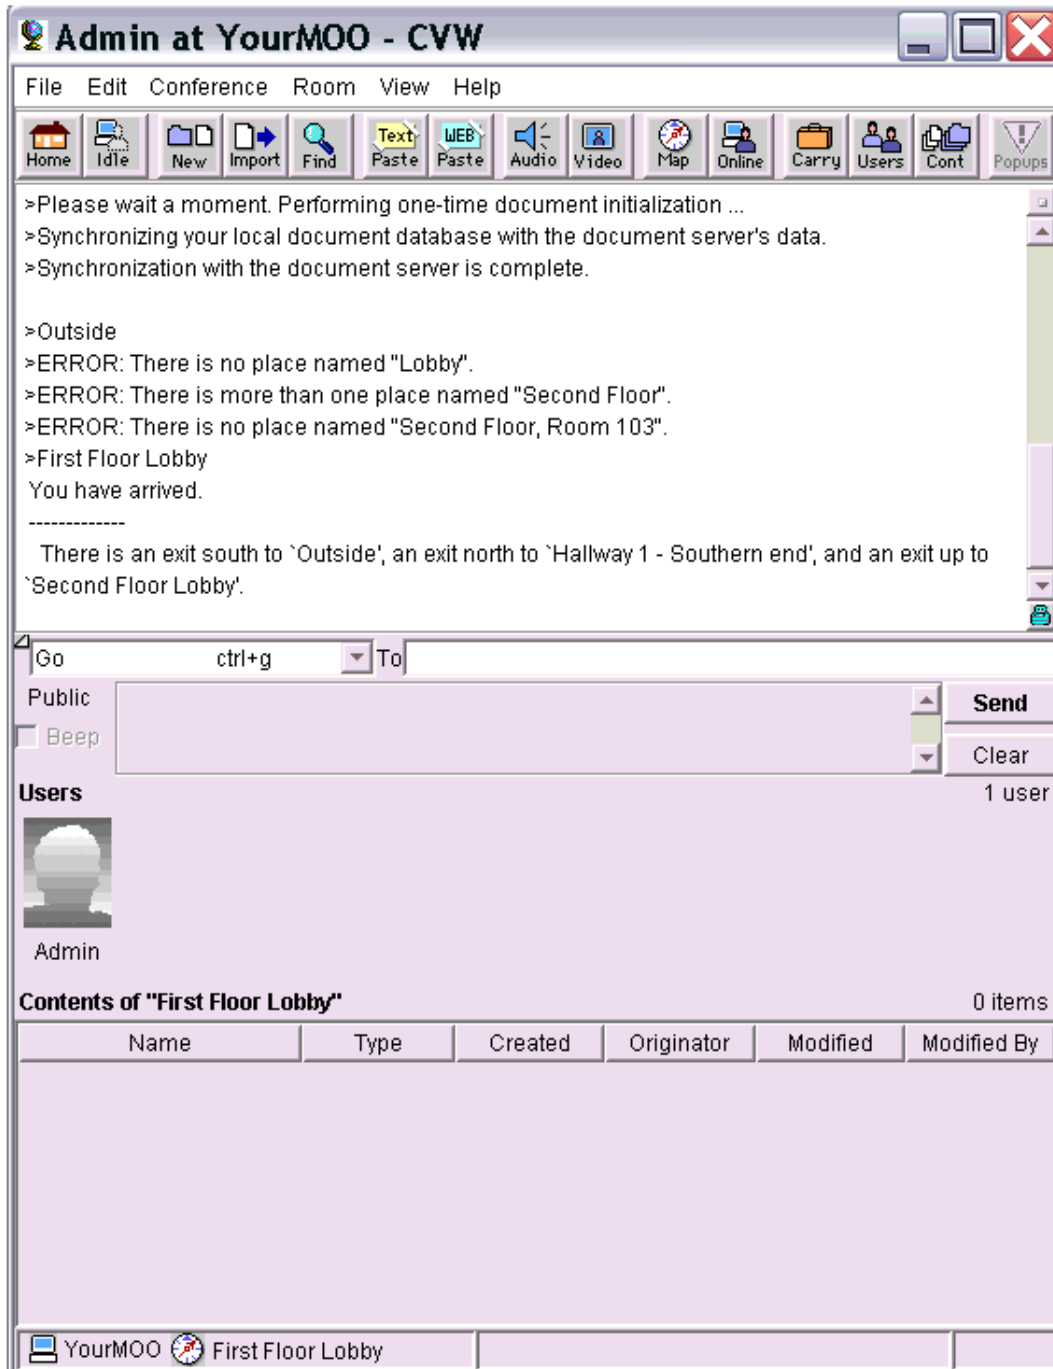 Admin at YourMOO - CVW
File Edit Conference Room View Help
Home Idle New Import Find Text Paste WEB Paste Audio Video Map Online Carry Users Cont Popups
>Please wait a moment. Performing one-time document initialization ...
>Synchronizing your local document database with the document server's data.
>Synchronization with the document server is complete.
>Outside
>ERROR: There is no place named "Lobby".
>ERROR: There is more than one place named "Second Floor".
>ERROR: There is no place named "Second Floor, Room 103".
>First Floor Lobby
You have arrived.
-------------
There is an exit south to `Outside', an exit north to `Hallway 1 - Southern end', and an exit up to
`Second Floor Lobby'.
Go ctrl+g To
Public Send
Beep Clear
Users 1 user
Admin
Contents of "First Floor Lobby" 0 items
Name Type Created Originator Modified Modified By
YourMOO First Floor Lobby